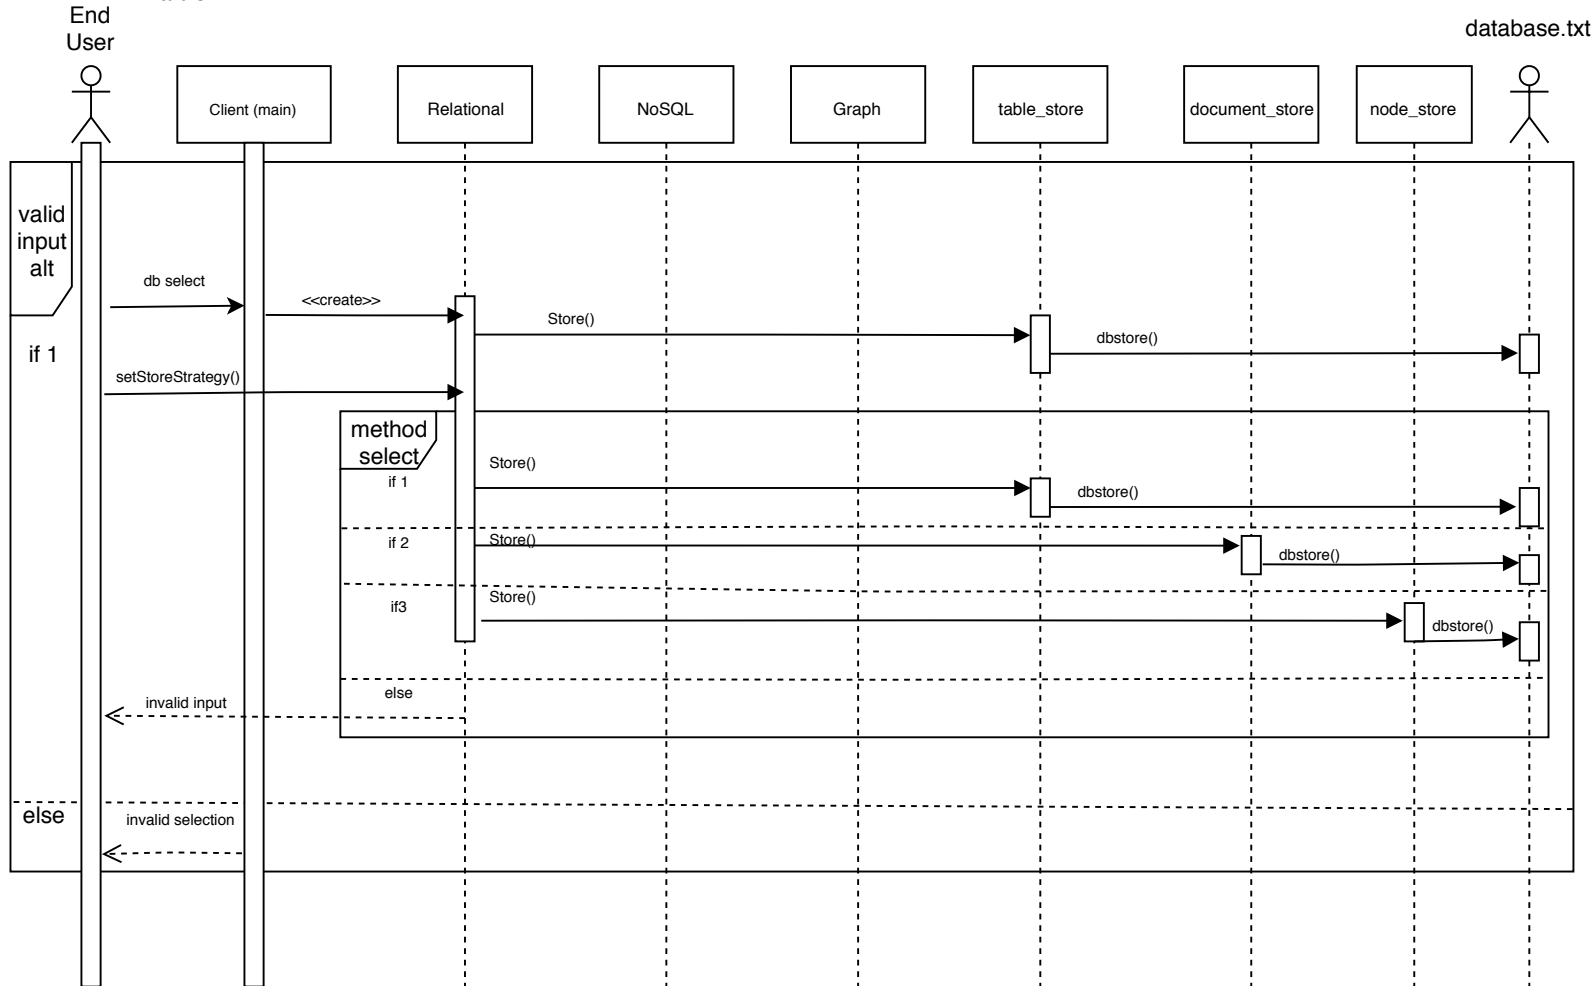 End
User
database.txt
Client (main)
Relational
NoSQL
Graph
table_store
document_store
node_store
valid
input
alt
db select
<<create>>
Store()
dbstore()
if 1
setStoreStrategy()
method
select
if 1
Store()
dbstore()
if 2
Store()
dbstore()
if3
Store()
dbstore()
else
invalid input
else
invalid selection